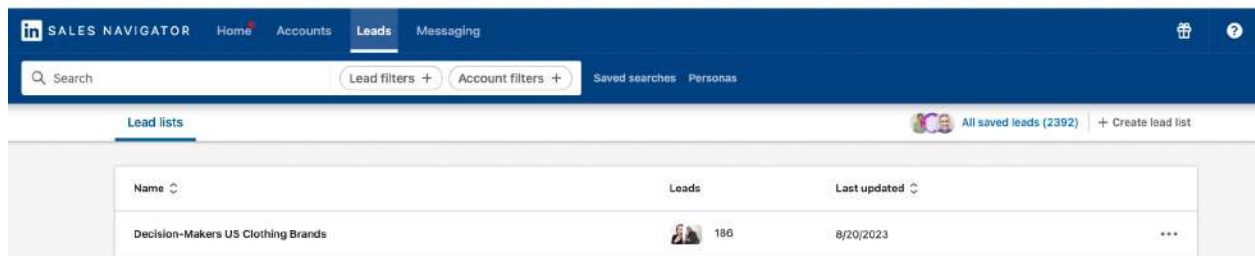 in SALES NAVIGATOR Home Accounts Leads Messaging ?
Search Lead filters + Account filters + Saved searches Personas
Lead lists All saved leads (2392) + Create lead list
Name Leads Last updated
Decision-Makers US Clothing Brands 186 8/20/2023 •••